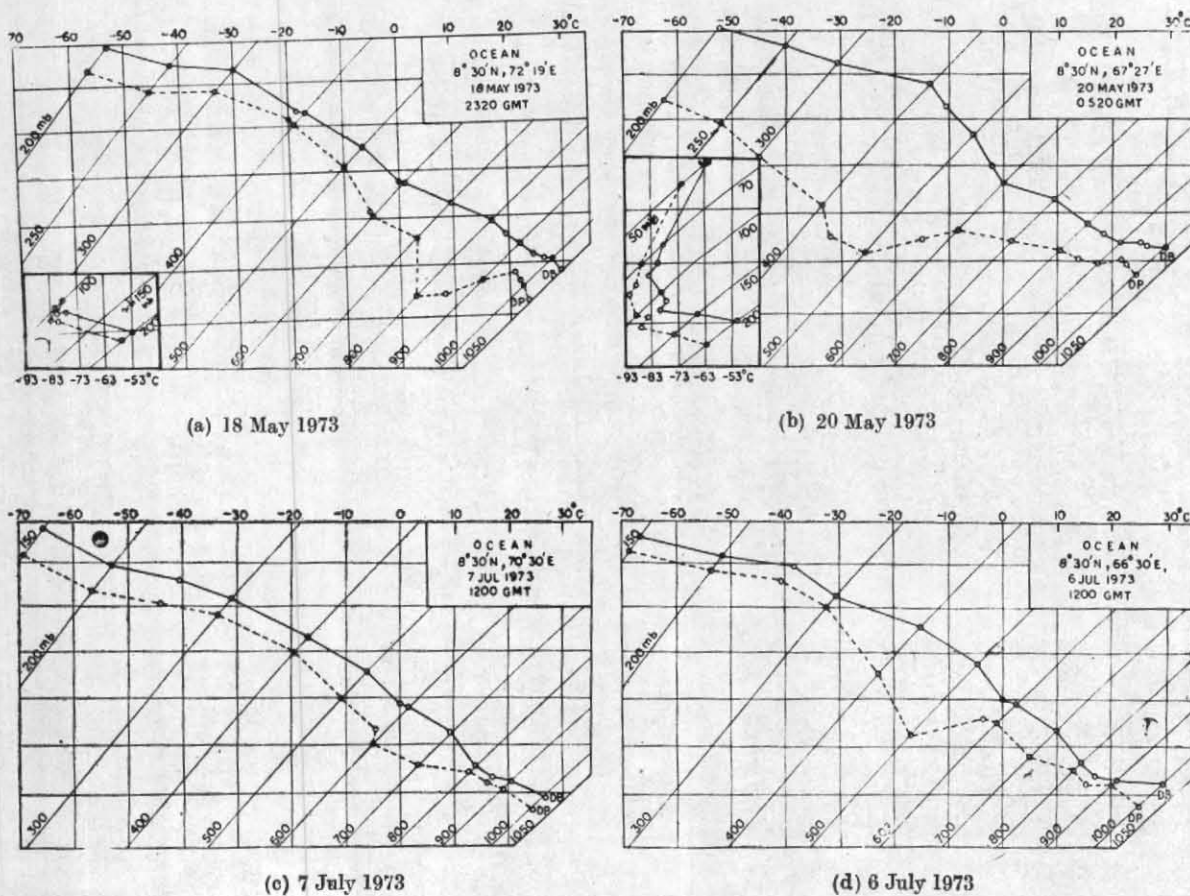 -70 -60 -50 -40 -30 -20 -10 0 10 20 30°C
OCEAN
8° 30'N, 72° 19'E
18 MAY 1973
2320 GMT
200 mb
250
300
400
500
600
700
800
900
1000
1050
DB
DP
100
150
200
-93 -83 -73 -63 -53°C
(a) 18 May 1973
-70 -60 -50 -40 -30 -20 -10 0 10 20 30°C
OCEAN
8° 30'N, 67° 27'E
20 MAY 1973
0520 GMT
200 mb
250
300
400
500
600
700
800
900
1000
1050
DB
DP
50 mb
70
100
150
200
-93 -83 -73 -63 -53°C
(b) 20 May 1973
-70 -60 -50 -40 -30 -20 -10 0 10 20 30°C
OCEAN
8° 30'N, 70° 30'E
7 JUL 1973
1200 GMT
150
200 mb
300
400
500
600
700
800
900
1000
1050
DB
DP
(c) 7 July 1973
-70 -60 -50 -40 -30 -20 -10 0 10 20 30°C
OCEAN
8° 30'N, 66° 30'E,
6 JUL 1973
1200 GMT
150
200 mb
300
400
500
600
700
800
900
1000
1050
DB
DP
(d) 6 July 1973